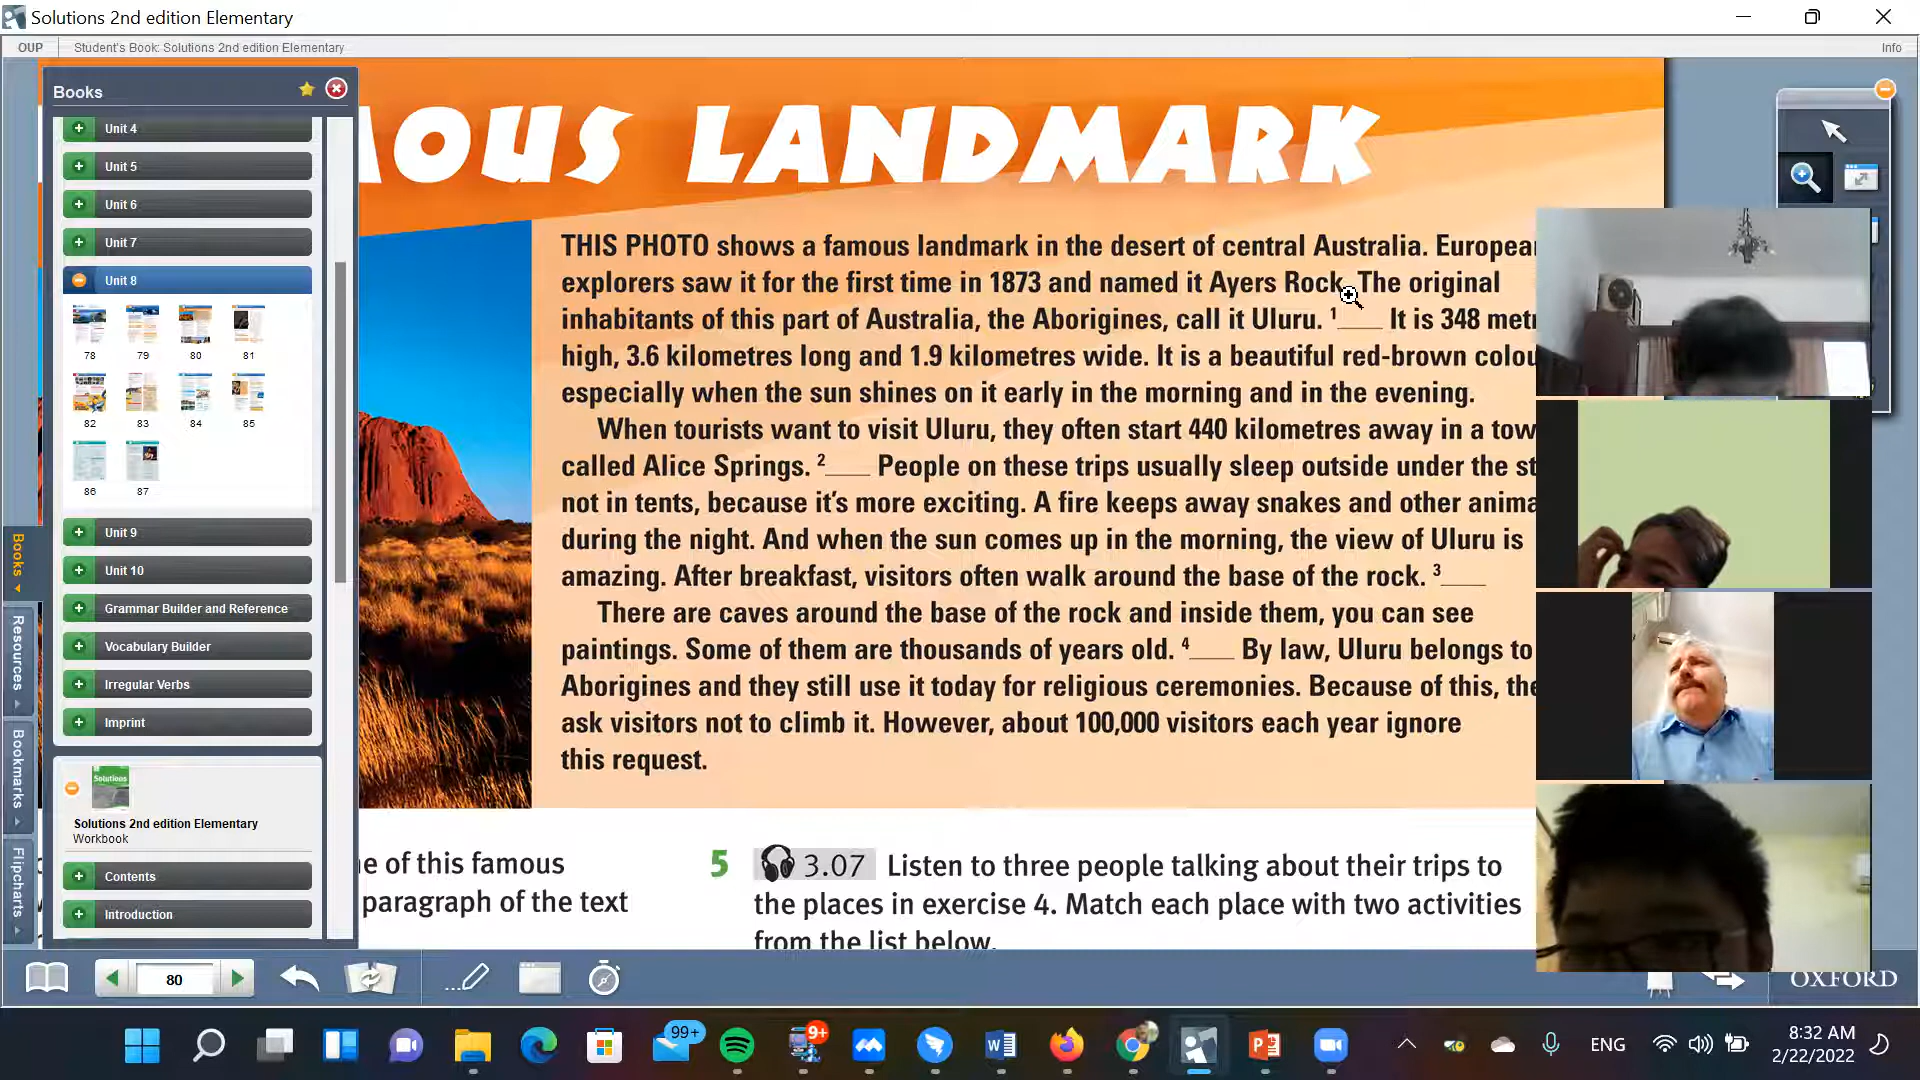 Solutions 2nd edition Elementary
OUP
Student's Book: Solutions 2nd edition Elementary
Info
Books
Unit 4
Unit 5
Unit 6
Unit 7
Unit 8
78 79 80 81
82 83 84 85
86 87
Unit 9
Unit 10
Grammar Builder and Reference
Vocabulary Builder
Irregular Verbs
Imprint
Solutions
Solutions 2nd edition Elementary
Workbook
Contents
Introduction
Books
Resources
Bookmarks
Flipcharts
OUS LANDMARK
THIS PHOTO shows a famous landmark in the desert of central Australia. Europea
explorers saw it for the first time in 1873 and named it Ayers Rock. The original
inhabitants of this part of Australia, the Aborigines, call it Uluru. 1____ It is 348 met
high, 3.6 kilometres long and 1.9 kilometres wide. It is a beautiful red-brown colou
especially when the sun shines on it early in the morning and in the evening.
When tourists want to visit Uluru, they often start 440 kilometres away in a tow
called Alice Springs. 2____ People on these trips usually sleep outside under the st
not in tents, because it's more exciting. A fire keeps away snakes and other anima
during the night. And when the sun comes up in the morning, the view of Uluru is
amazing. After breakfast, visitors often walk around the base of the rock. 3____
There are caves around the base of the rock and inside them, you can see
paintings. Some of them are thousands of years old. 4____ By law, Uluru belongs to
Aborigines and they still use it today for religious ceremonies. Because of this, the
ask visitors not to climb it. However, about 100,000 visitors each year ignore
this request.
e of this famous
paragraph of the text
5 3.07 Listen to three people talking about their trips to
the places in exercise 4. Match each place with two activities
from the list below.
80
OXFORD
99+
9+
ENG
8:32 AM
2/22/2022